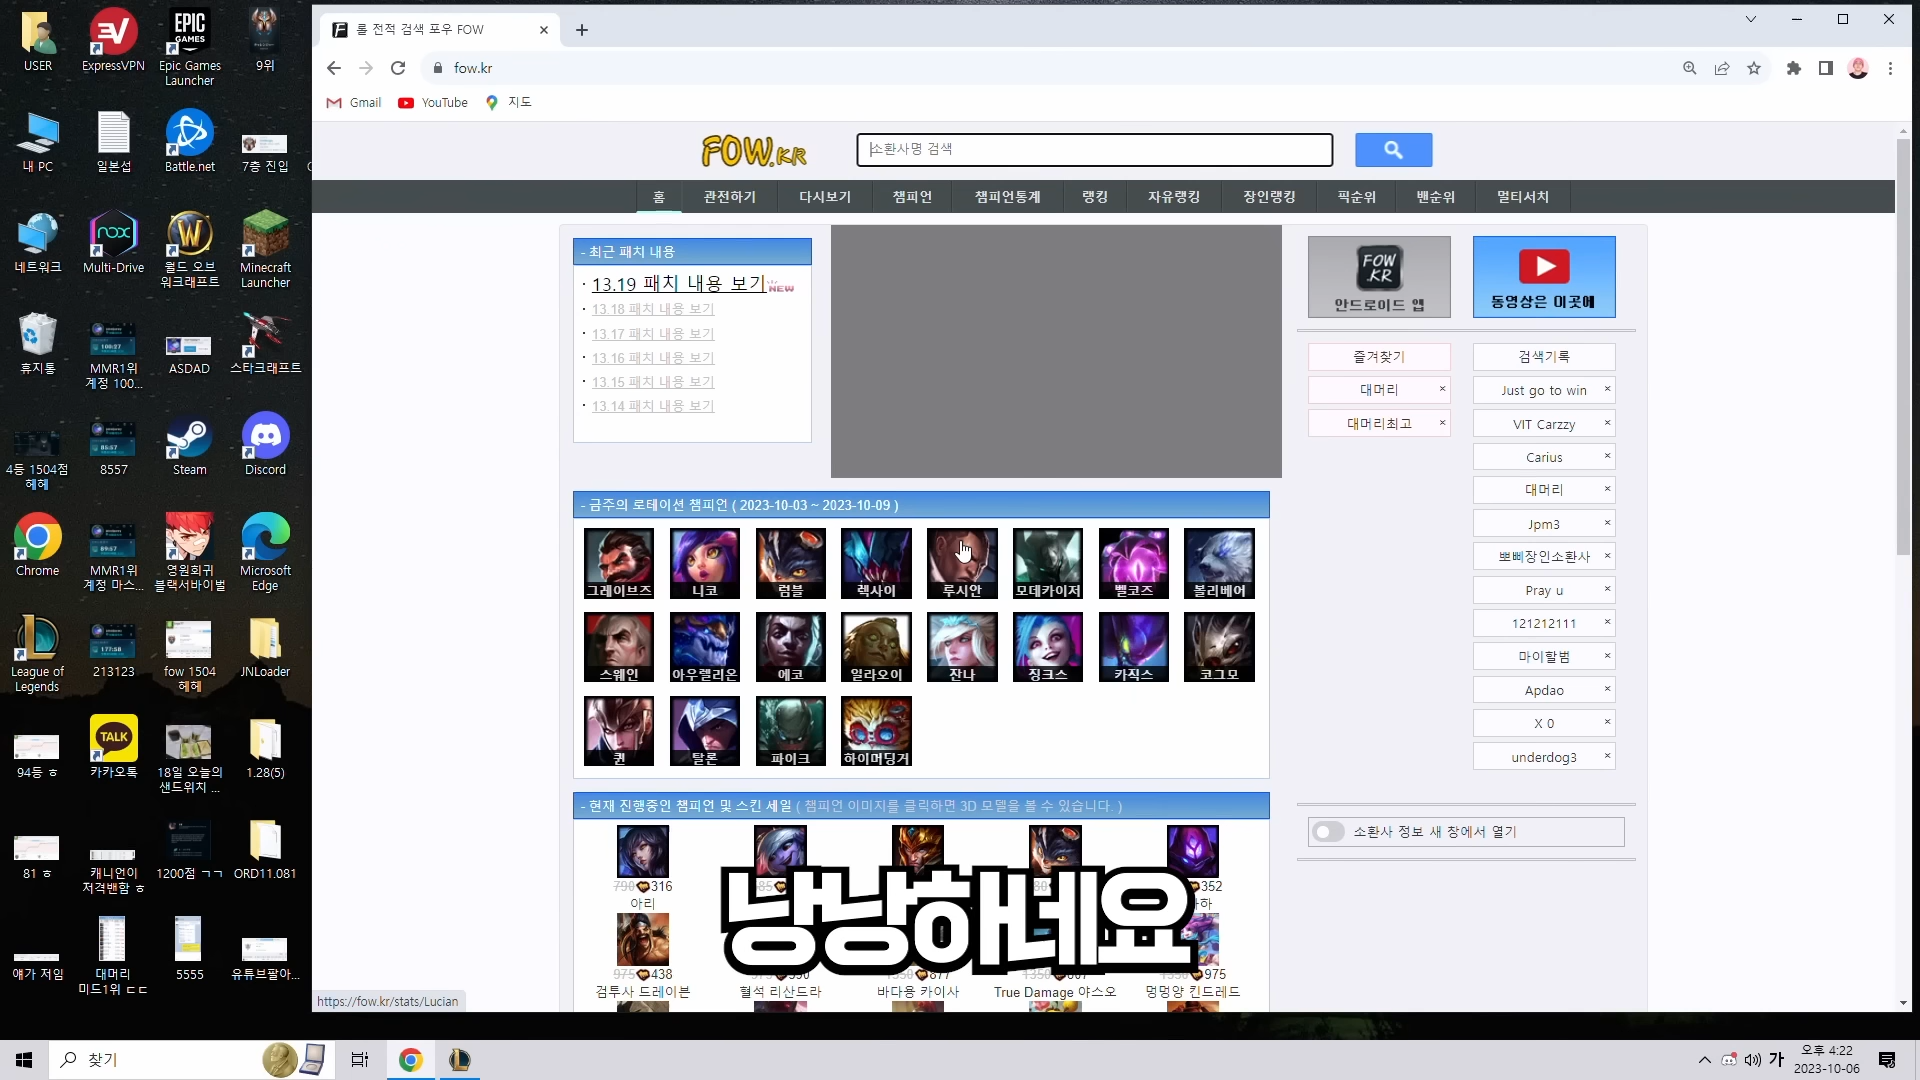 USER
ExpressVPN
Epic Games
Launcher
9위
내 PC
일본섭
Battle.net
7층 진입
네트워크
Multi-Drive
월드 오브
워크래프트
Minecraft
Launcher
휴지통
MMR1위
계정 100...
ASDAD
스타크래프트
4등 1504점
헤헤
8557
Steam
Discord
Chrome
MMR1위
계정 마스...
영원회귀
블랙서바이벌
Microsoft
Edge
League of
Legends
213123
fow 1504
헤헤
JNLoader
94등 ㅎ
카카오톡
18일 오늘의
샌드위치 ...
1.28(5)
81 ㅎ
캐니언이
저격밴함 ㅎ
1200점 ㄱㄱ
ORD11.081
얘가 저임
대머리
미드1위 ㄷㄷ
5555
유튜브팔아...
롤 전적 검색 포우 FOW
fow.kr
Gmail
YouTube
지도
FOW.KR
소환사명 검색
홈
관전하기
다시보기
챔피언
챔피언통계
랭킹
자유랭킹
장인랭킹
픽순위
밴순위
멀티서치
- 최근 패치 내용
· 13.19 패치 내용 보기 NEW
· 13.18 패치 내용 보기
· 13.17 패치 내용 보기
· 13.16 패치 내용 보기
· 13.15 패치 내용 보기
· 13.14 패치 내용 보기
FOW
.KR
안드로이드 앱
동영상은 이곳에
즐겨찾기
대머리
대머리최고
검색기록
Just go to win
VIT Carzzy
Carius
대머리
Jpm3
뽀삐장인소환사
Pray u
121212111
마이할범
Apdao
X 0
underdog3
소환사 정보 새 창에서 열기
- 금주의 로테이션 챔피언 ( 2023-10-03 ~ 2023-10-09 )
그레이브즈
니코
럼블
렉사이
루시안
모데카이저
벨코즈
볼리베어
스웨인
아우렐리온
에코
일라오이
잔나
징크스
카직스
코그모
퀸
탈론
파이크
하이머딩거
- 현재 진행중인 챔피언 및 스킨 세일 ( 챔피언 이미지를 클릭하면 3D 모델을 볼 수 있습니다. )
790 316
352
아리
975 438
975
검투사 드레이븐
혈석 리산드라
바다용 카이사
True Damage 야스오
멍멍양 킨드레드
낭낭하네요
https://fow.kr/stats/Lucian
찾기
가
오후 4:22
2023-10-06